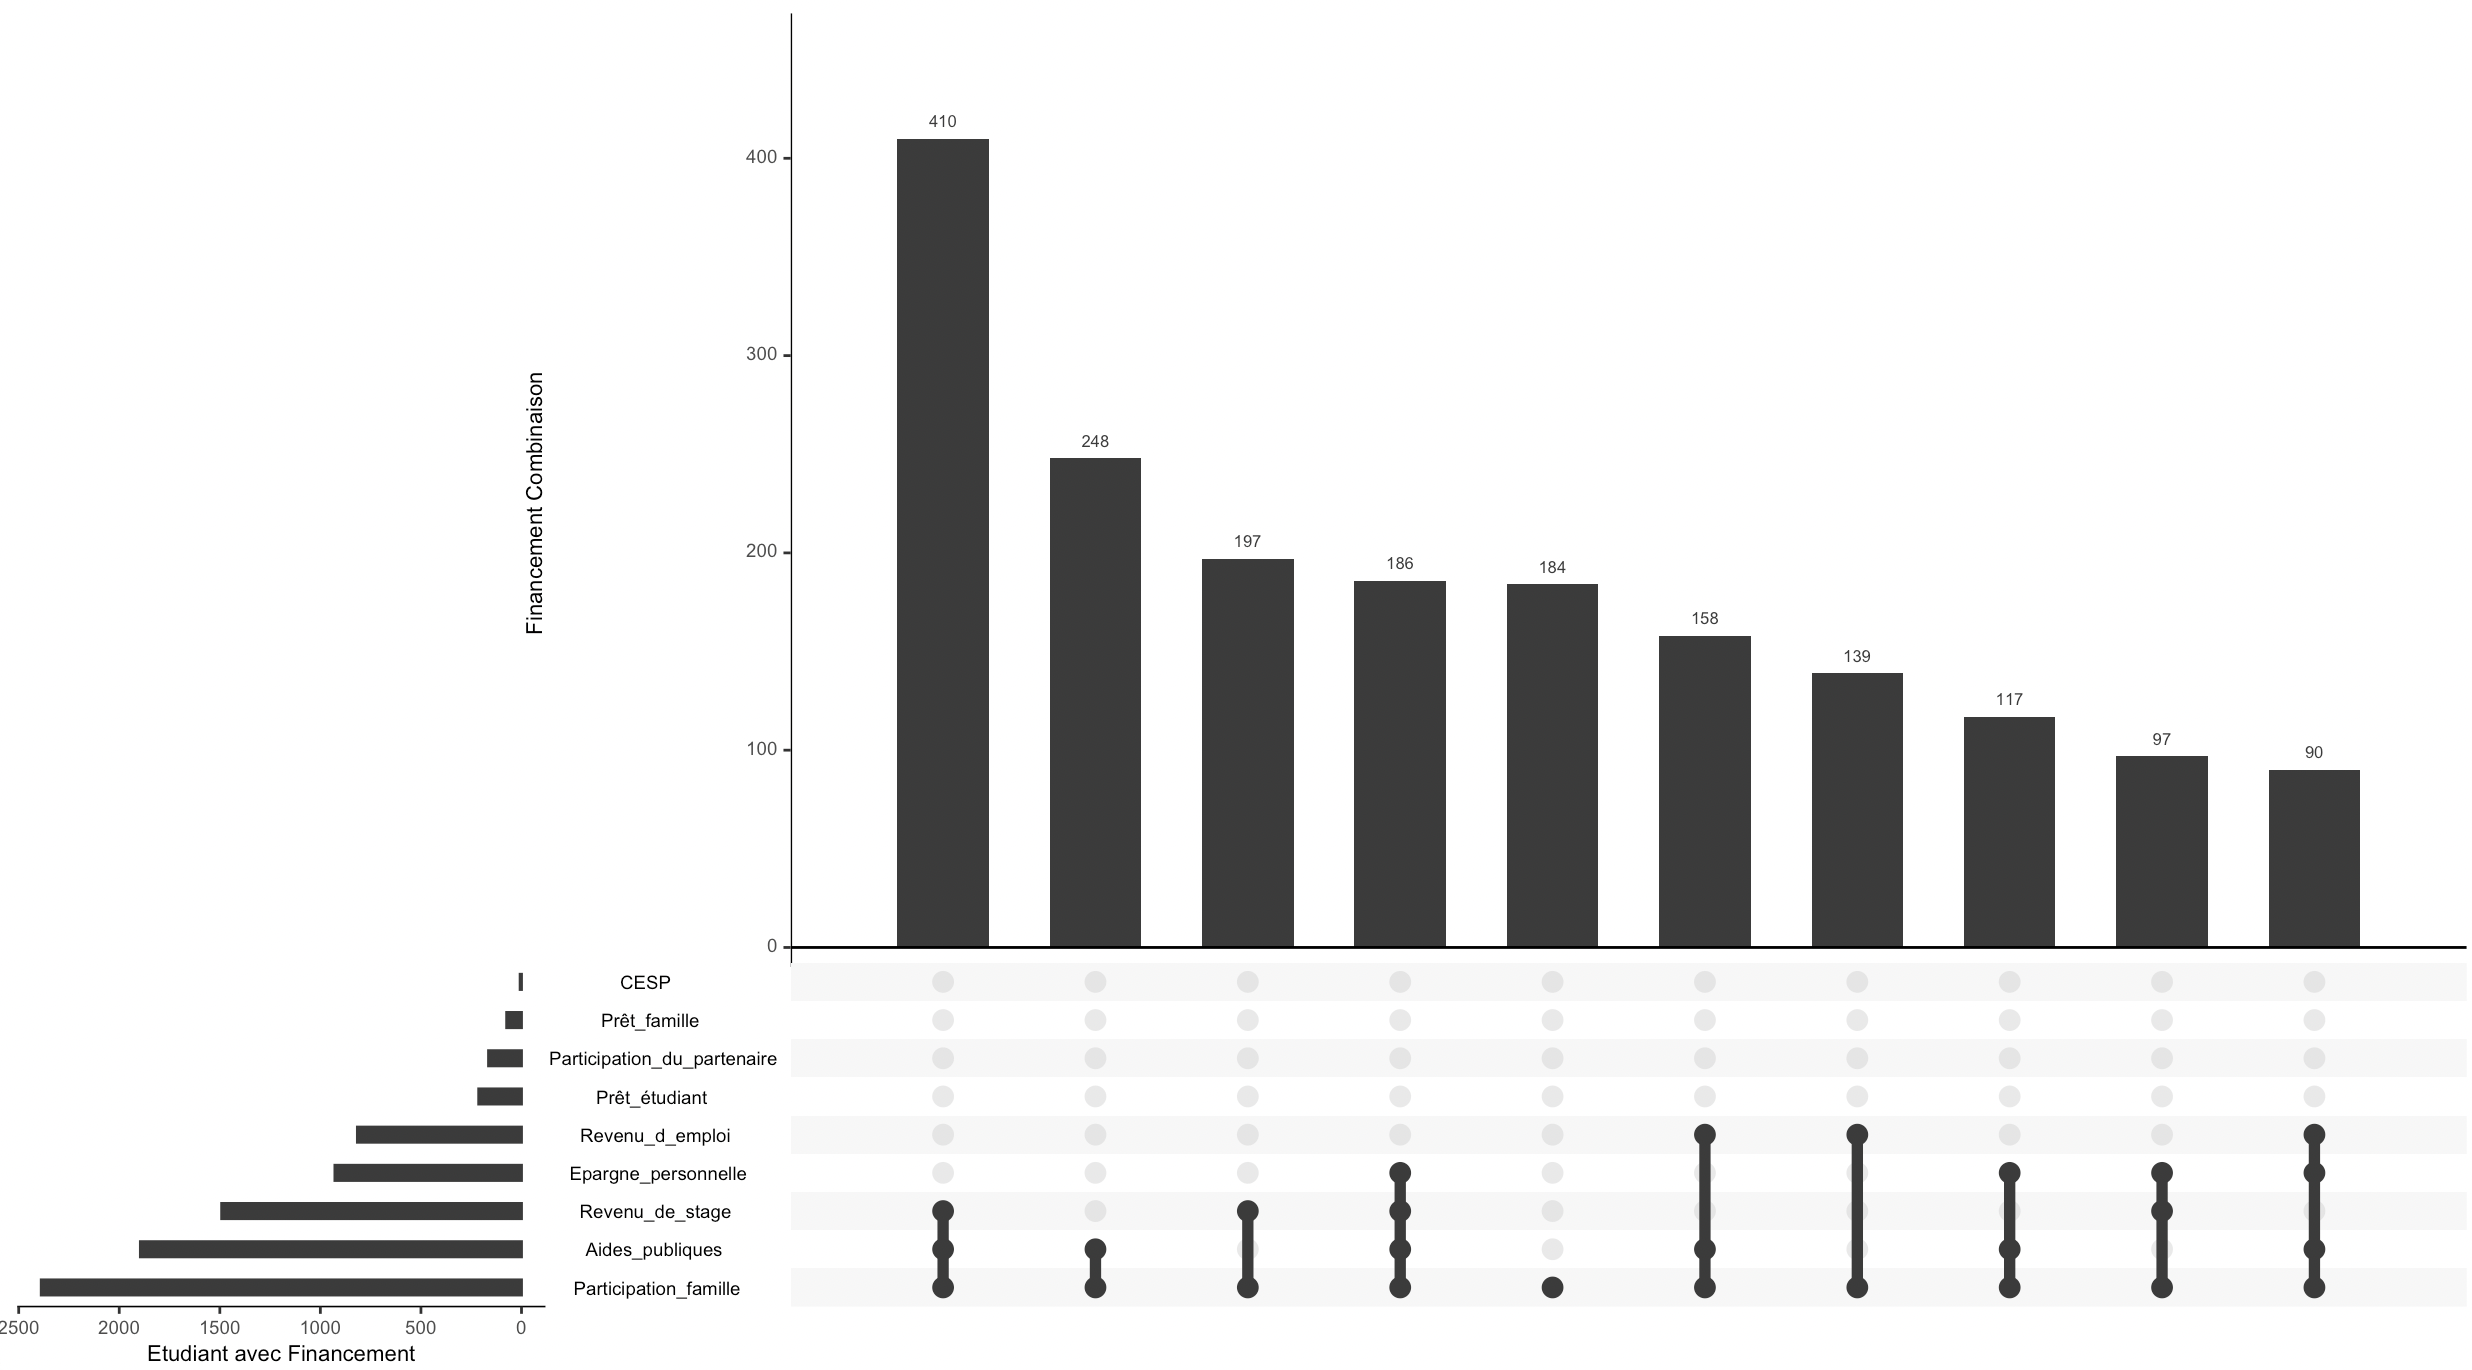 410
400
248
300
Financement Combinaison
200
197
186
184
158
139
117
100
97
90
0
CESP
Prêt_famille
Participation_du_partenaire
Prêt_étudiant
Revenu_d_emploi
Epargne_personnelle
Revenu_de_stage
Aides_publiques
Participation_famille
2500 2000 1500 1000 500 0
Etudiant avec Financement